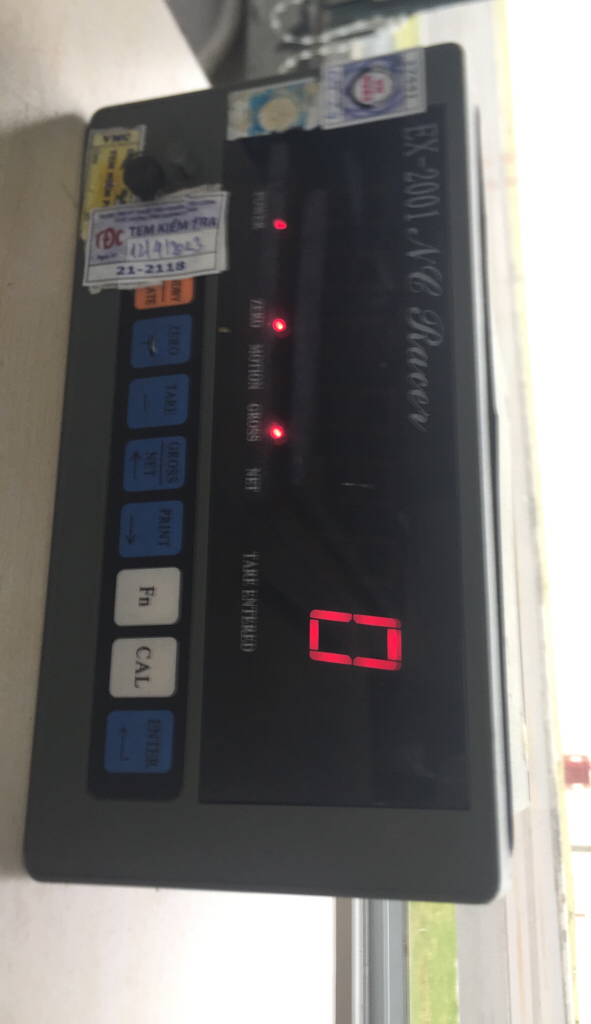 EX-2001 NC Racer
0
POWER
ZERO
MOTION
GROSS
NET
TARE ENTERED
TĐC
TEM KIỂM TRA
21-2118
ZERO
TARE
GROSS
NET
PRINT
Fn
CAL
ENTER